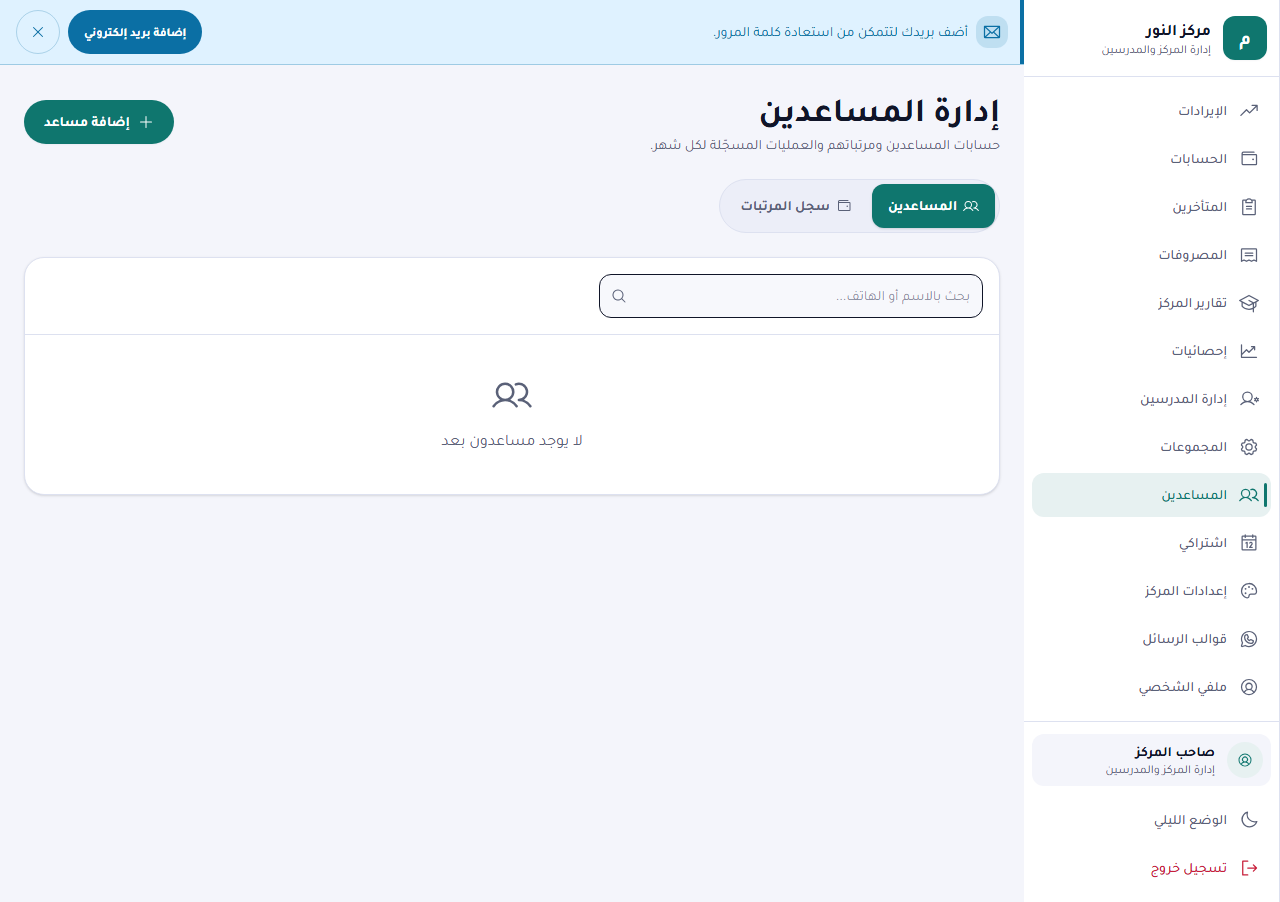 م
مركز النور
إدارة المركز والمدرسين
الإيرادات
الحسابات
المتأخرين
المصروفات
تقارير المركز
إحصائيات
إدارة المدرسين
المجموعات
المساعدين
12
اشتراكي
إعدادات المركز
قوالب الرسائل
ملفي الشخصي
صاحب المركز
إدارة المركز والمدرسين
الوضع الليلي
تسجيل خروج
أضف بريدك لتتمكن من استعادة كلمة المرور.
إضافة بريد إلكتروني
إدارة المساعدين
حسابات المساعدين ومرتباتهم والعمليات المسجّلة لكل شهر.
إضافة مساعد
المساعدين
سجل المرتبات
بحث بالاسم أو الهاتف...
لا يوجد مساعدون بعد